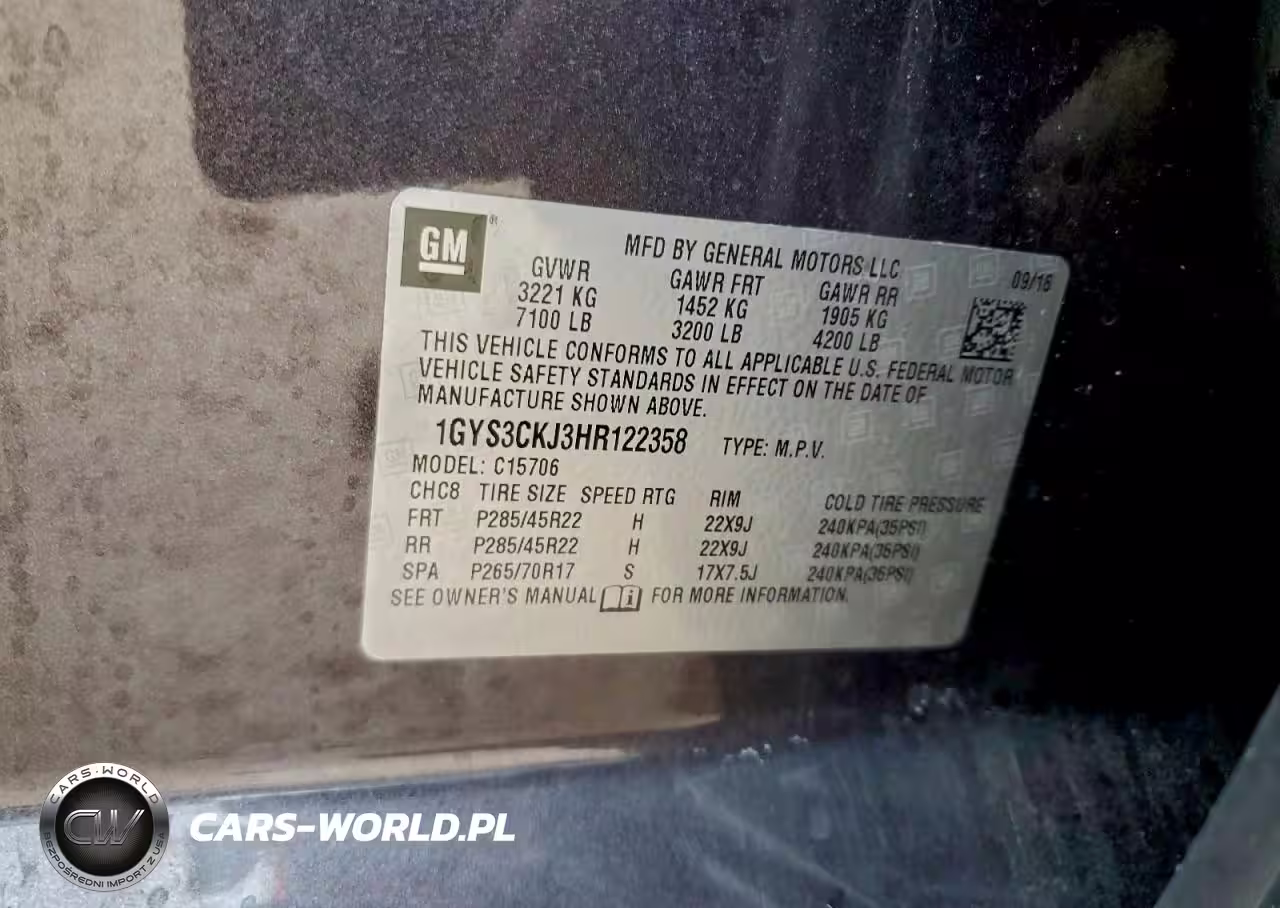 GM ®
MFD BY GENERAL MOTORS LLC
09/16
GVWR GAWR FRT GAWR RR
3221 KG 1452 KG 1905 KG
7100 LB 3200 LB 4200 LB
THIS VEHICLE CONFORMS TO ALL APPLICABLE U.S. FEDERAL MOTOR
VEHICLE SAFETY STANDARDS IN EFFECT ON THE DATE OF
MANUFACTURE SHOWN ABOVE.
1GYS3CKJ3HR122358 TYPE: M.P.V.
MODEL: C15706
CHC8 TIRE SIZE SPEED RTG RIM COLD TIRE PRESSURE
FRT P285/45R22 H 22X9J 240KPA(35PSI)
RR P285/45R22 H 22X9J 240KPA(35PSI)
SPA P265/70R17 S 17X7.5J 240KPA(35PSI)
SEE OWNER'S MANUAL i FOR MORE INFORMATION.
CARS-WORLD
CW
BEZPOŚREDNI IMPORT Z USA
CARS-WORLD.PL